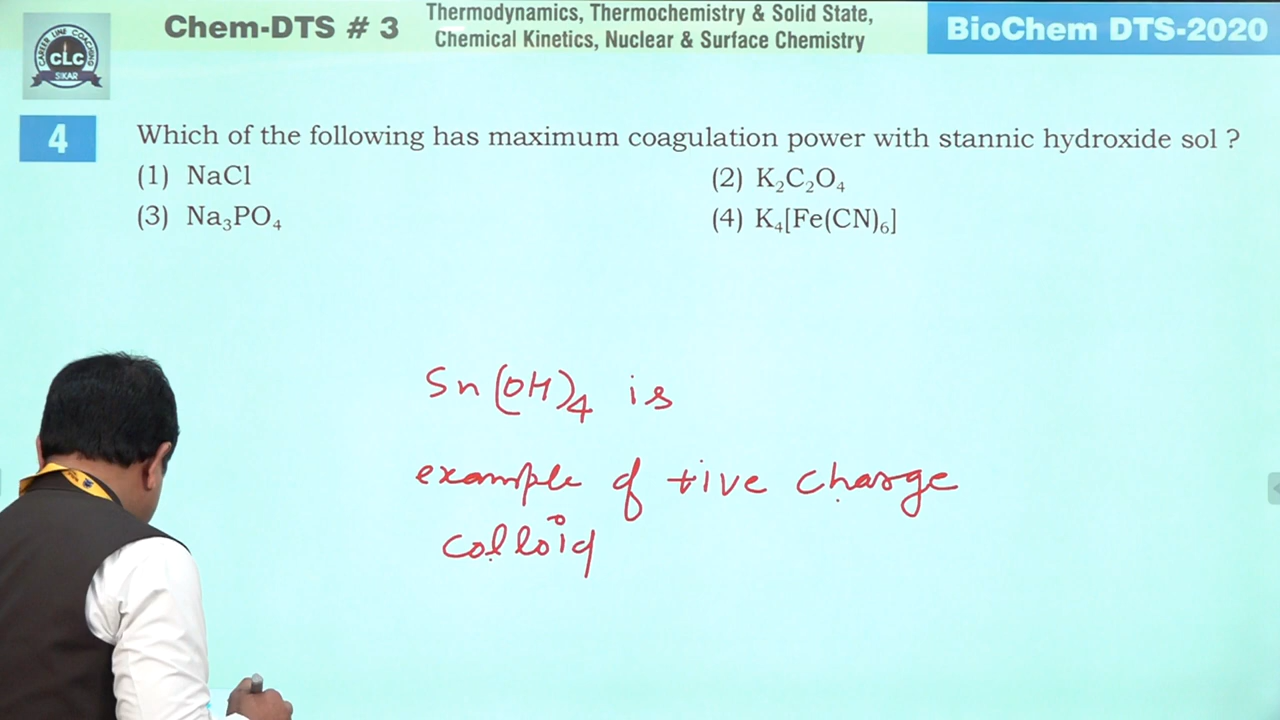 CAREER LINE COACHING
CLC
SIKAR
Chem-DTS # 3
Thermodynamics, Thermochemistry & Solid State,
Chemical Kinetics, Nuclear & Surface Chemistry
BioChem DTS-2020
4 Which of the following has maximum coagulation power with stannic hydroxide sol ?
(1) NaCl (2) K₂C₂O₄
(3) Na₃PO₄ (4) K₄[Fe(CN)₆]
Sn(OH)₄ is
example of +ive charge
colloid